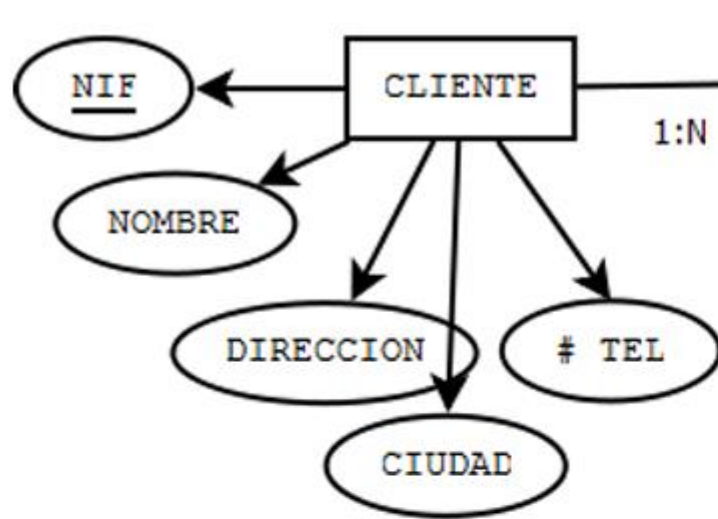 NIF
CLIENTE
1:N
NOMBRE
DIRECCION
# TEL
CIUDAD